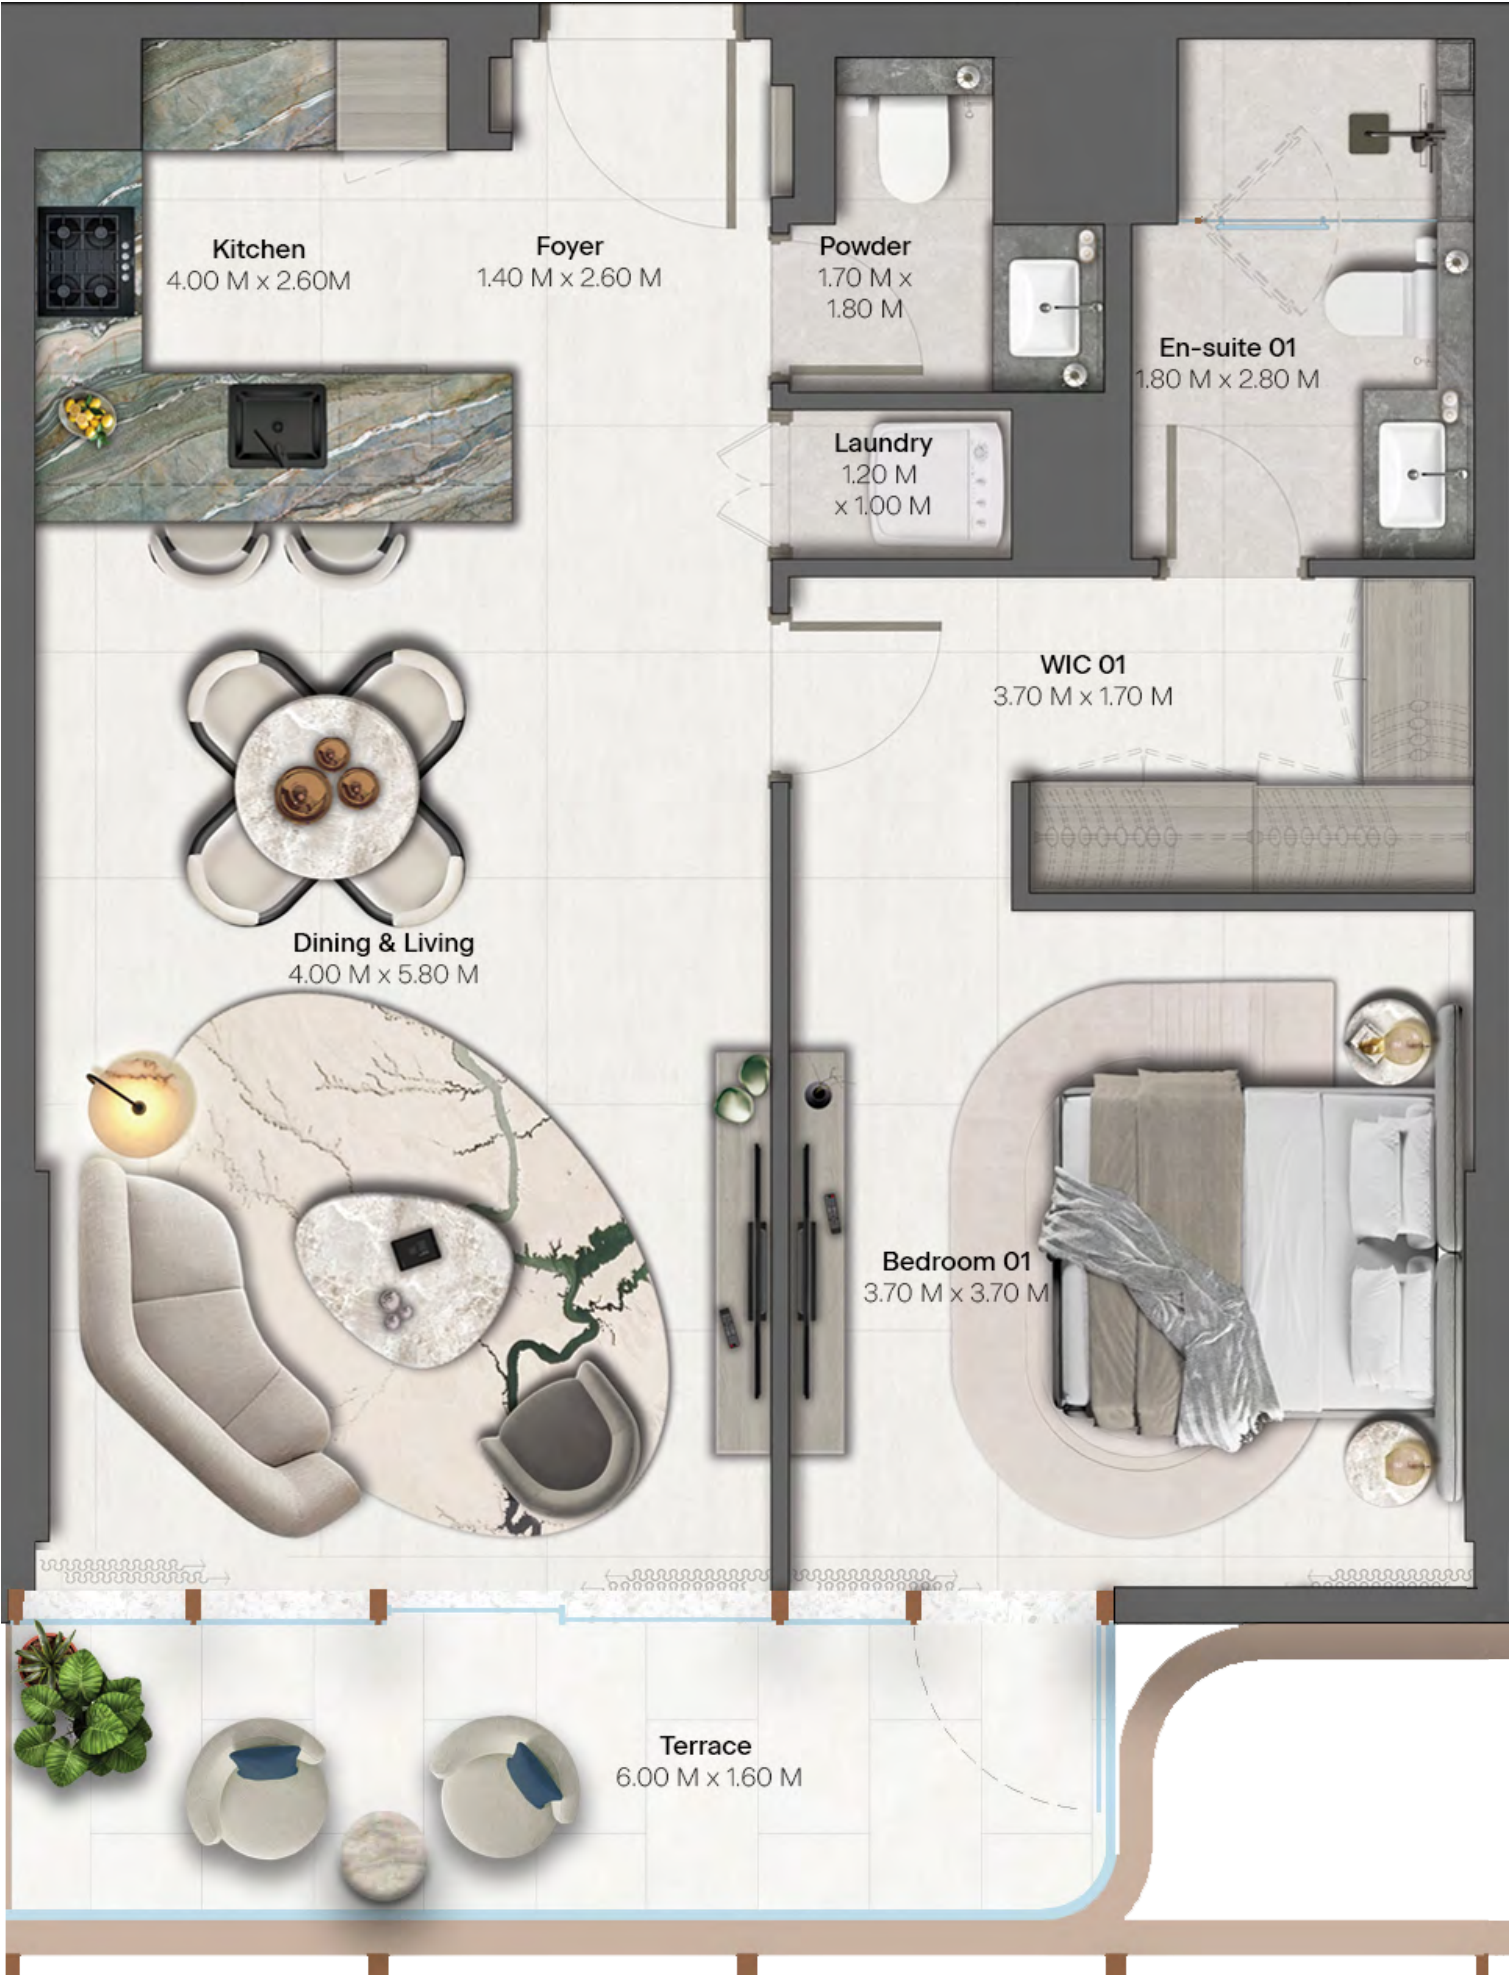 Kitchen
4.00 M x 2.60M
Foyer
1.40 M x 2.60 M
Powder
1.70 M x
1.80 M
En-suite 01
1.80 M x 2.80 M
Laundry
1.20 M
x 1.00 M
WIC 01
3.70 M x 1.70 M
Dining & Living
4.00 M x 5.80 M
Bedroom 01
3.70 M x 3.70 M
Terrace
6.00 M x 1.60 M